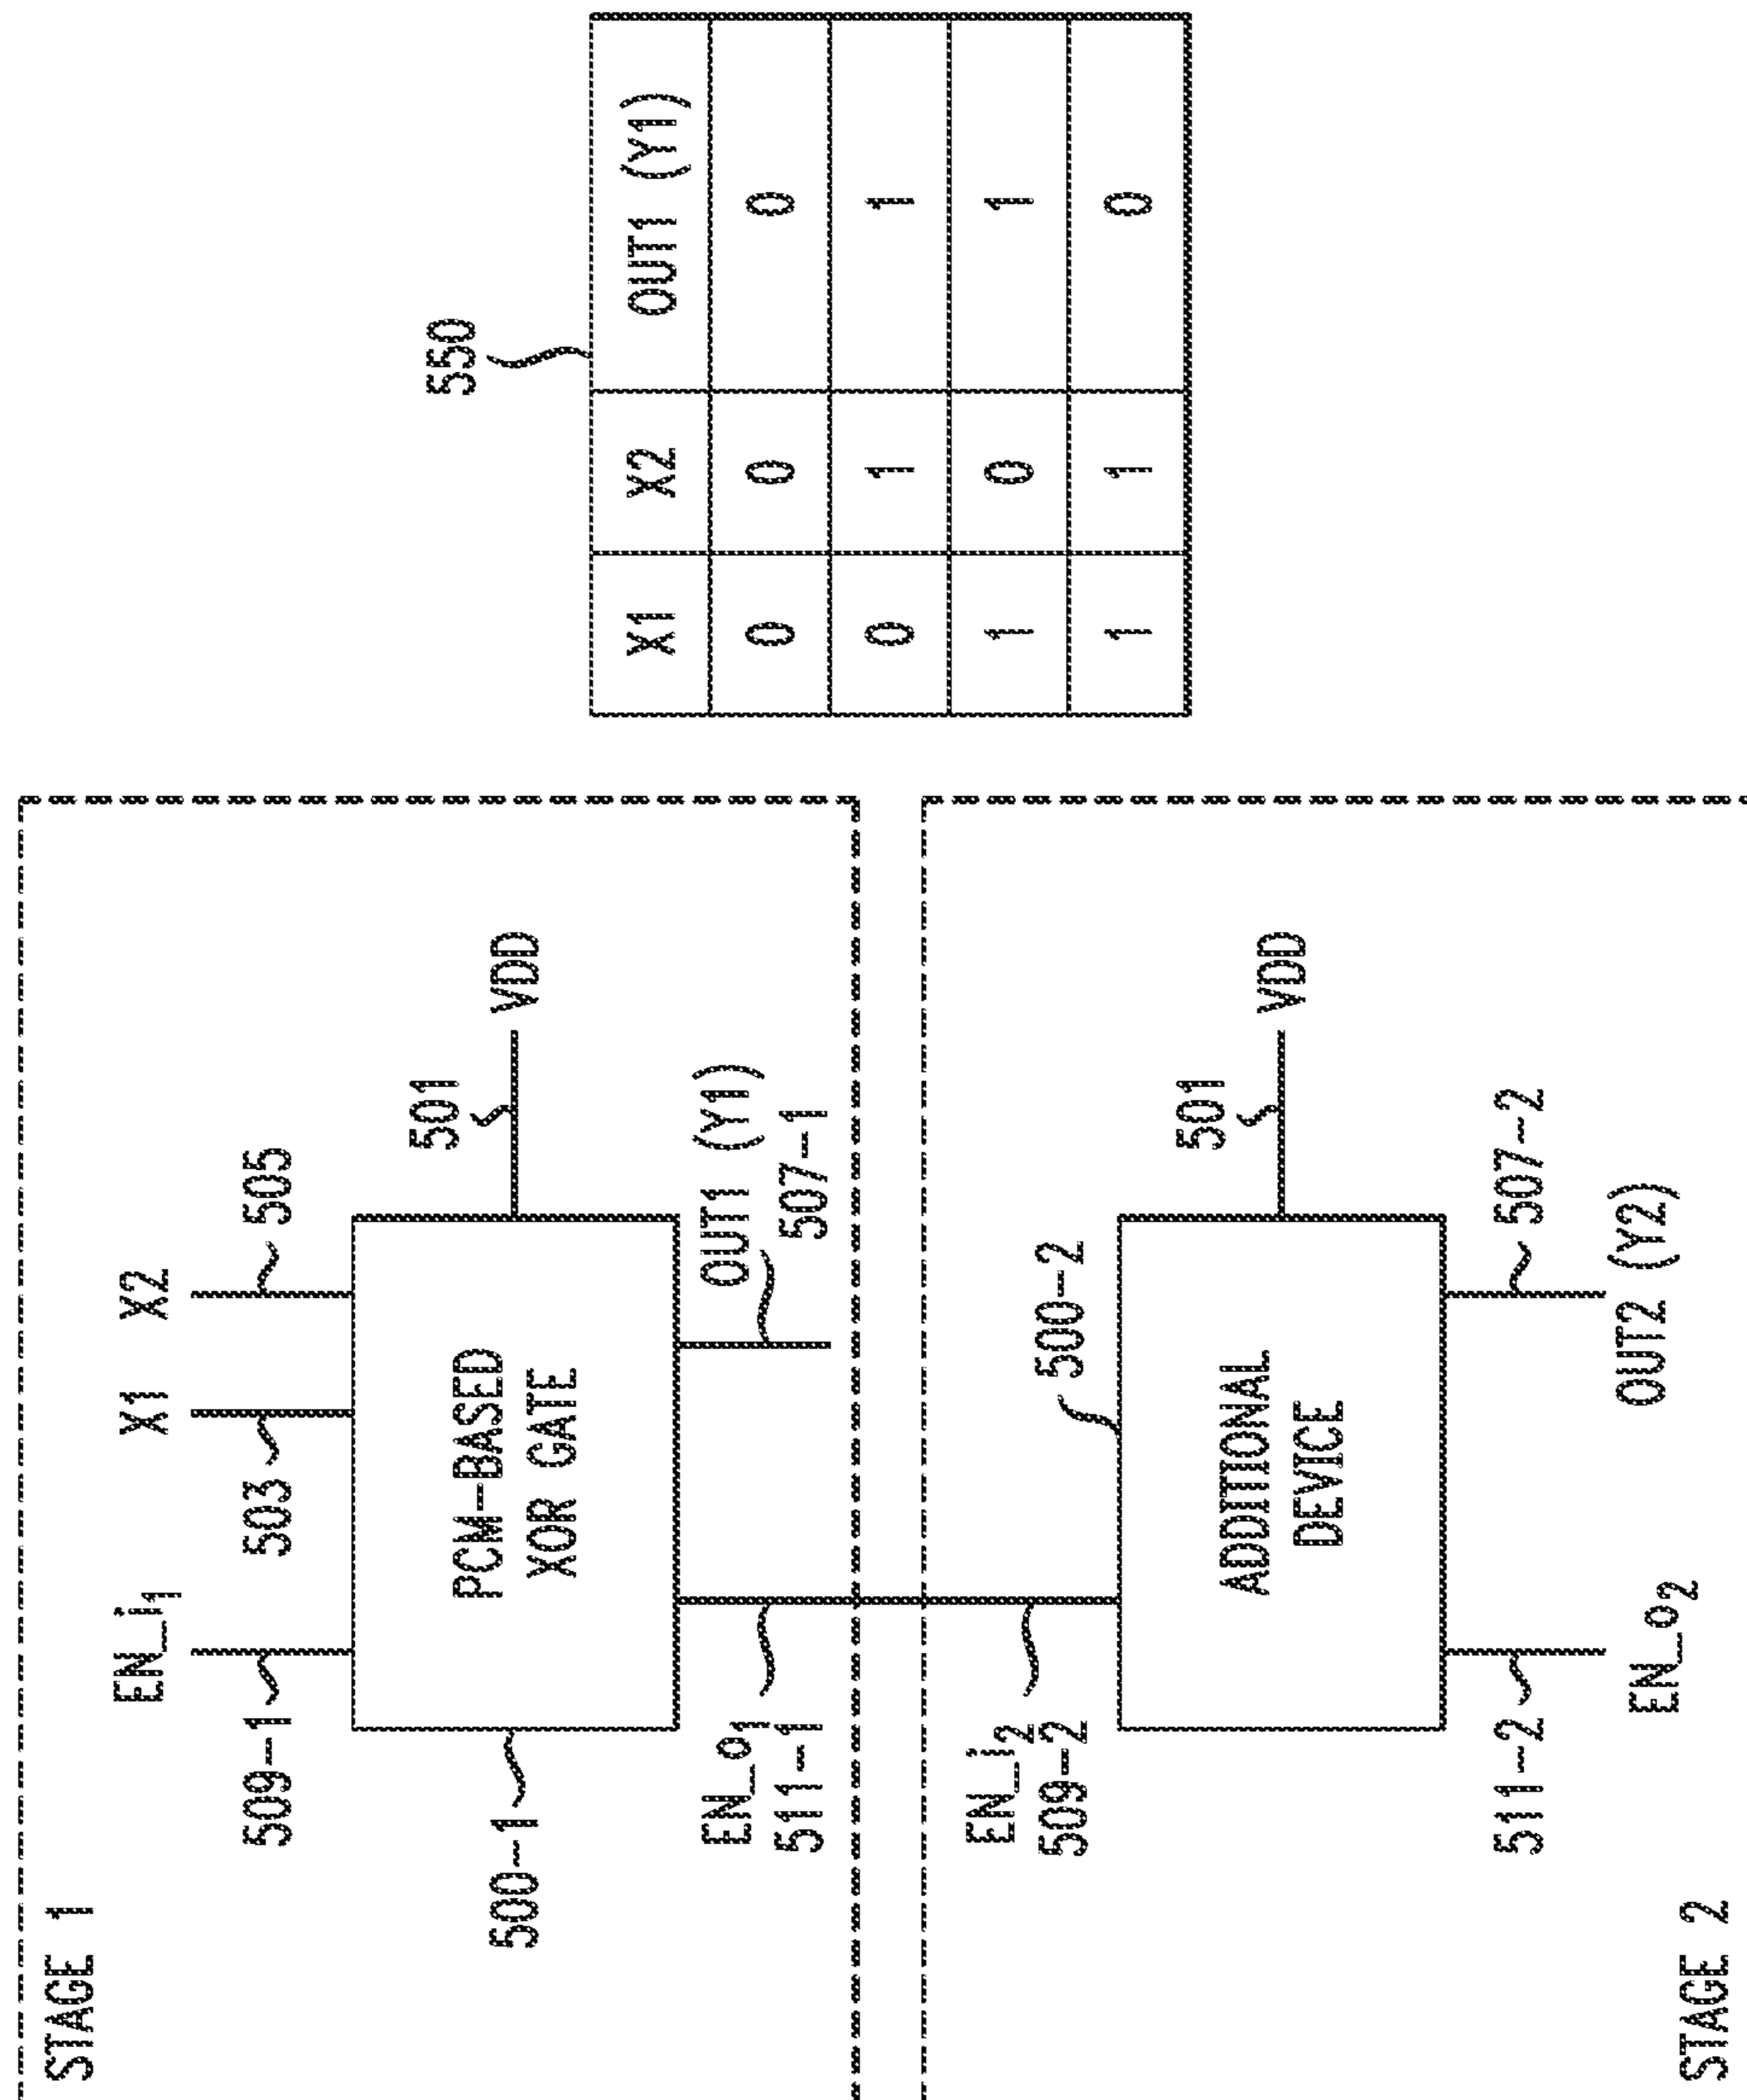 STAGE 1
EN_i1
X1
X2
509-1
503
505
500-1
PCM-BASED
XOR GATE
501
VDD
EN_o1
511-1
OUT1 (Y1)
507-1
EN_i2
509-2
500-2
ADDITIONAL
DEVICE
501
VDD
511-2
507-2
EN_o2
OUT2 (Y2)
STAGE 2
550
X1 X2 OUT1 (Y1)
0 0 0
0 1 1
1 0 1
1 1 0